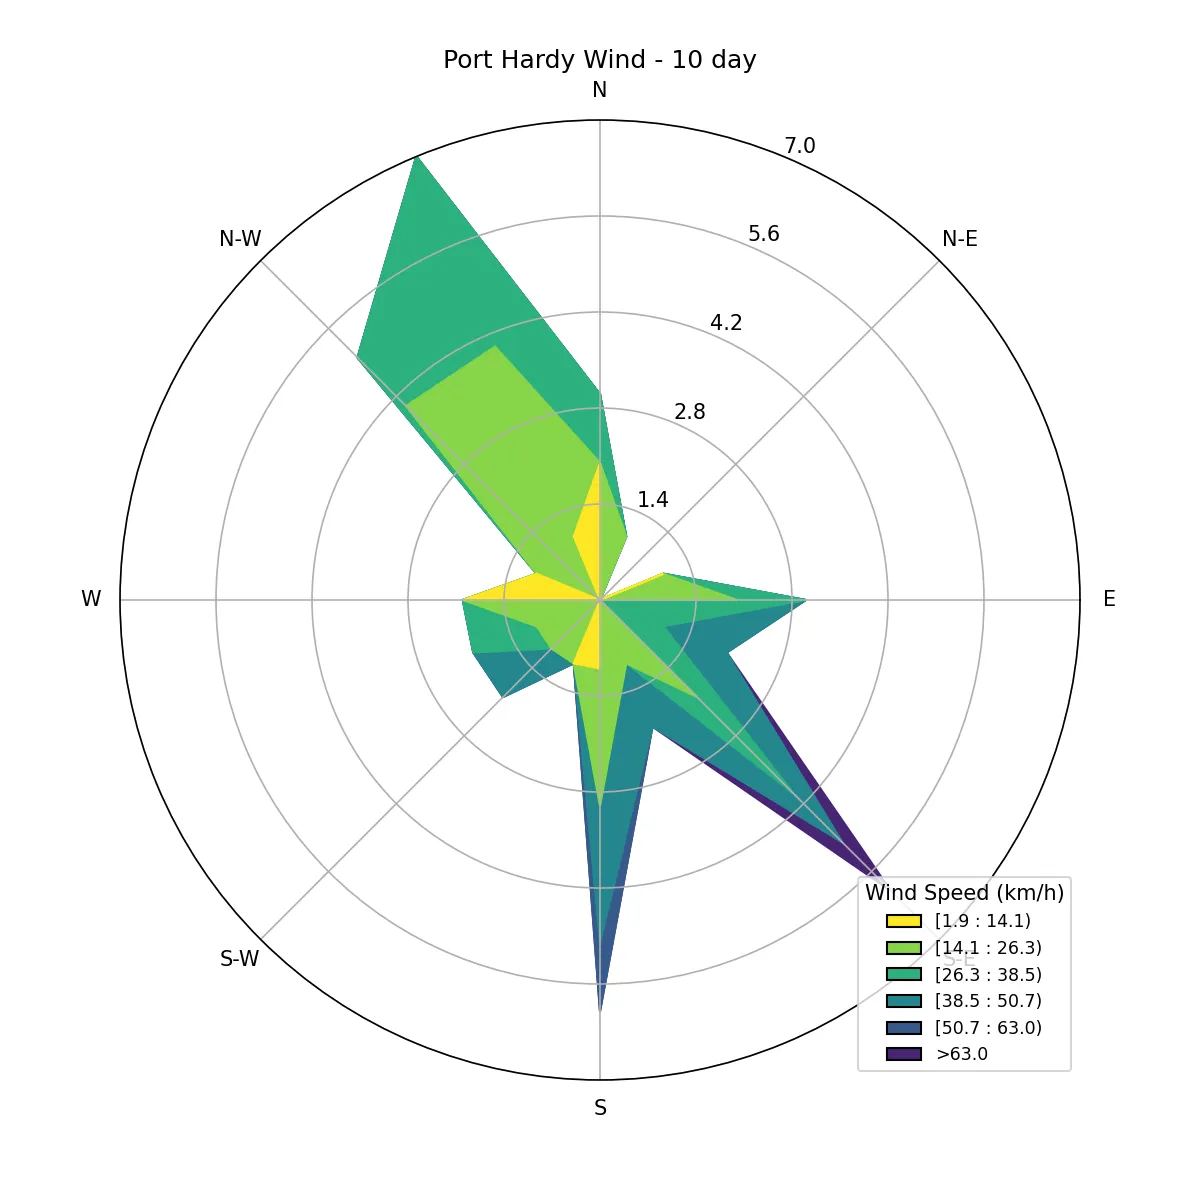 Port Hardy Wind - 10 day
N
7.0
N-W
N-E
5.6
4.2
2.8
1.4
W
E
Wind Speed (km/h)
[1.9 : 14.1)
[14.1 : 26.3)
S-W
S-E
[26.3 : 38.5)
[38.5 : 50.7)
[50.7 : 63.0)
>63.0
S